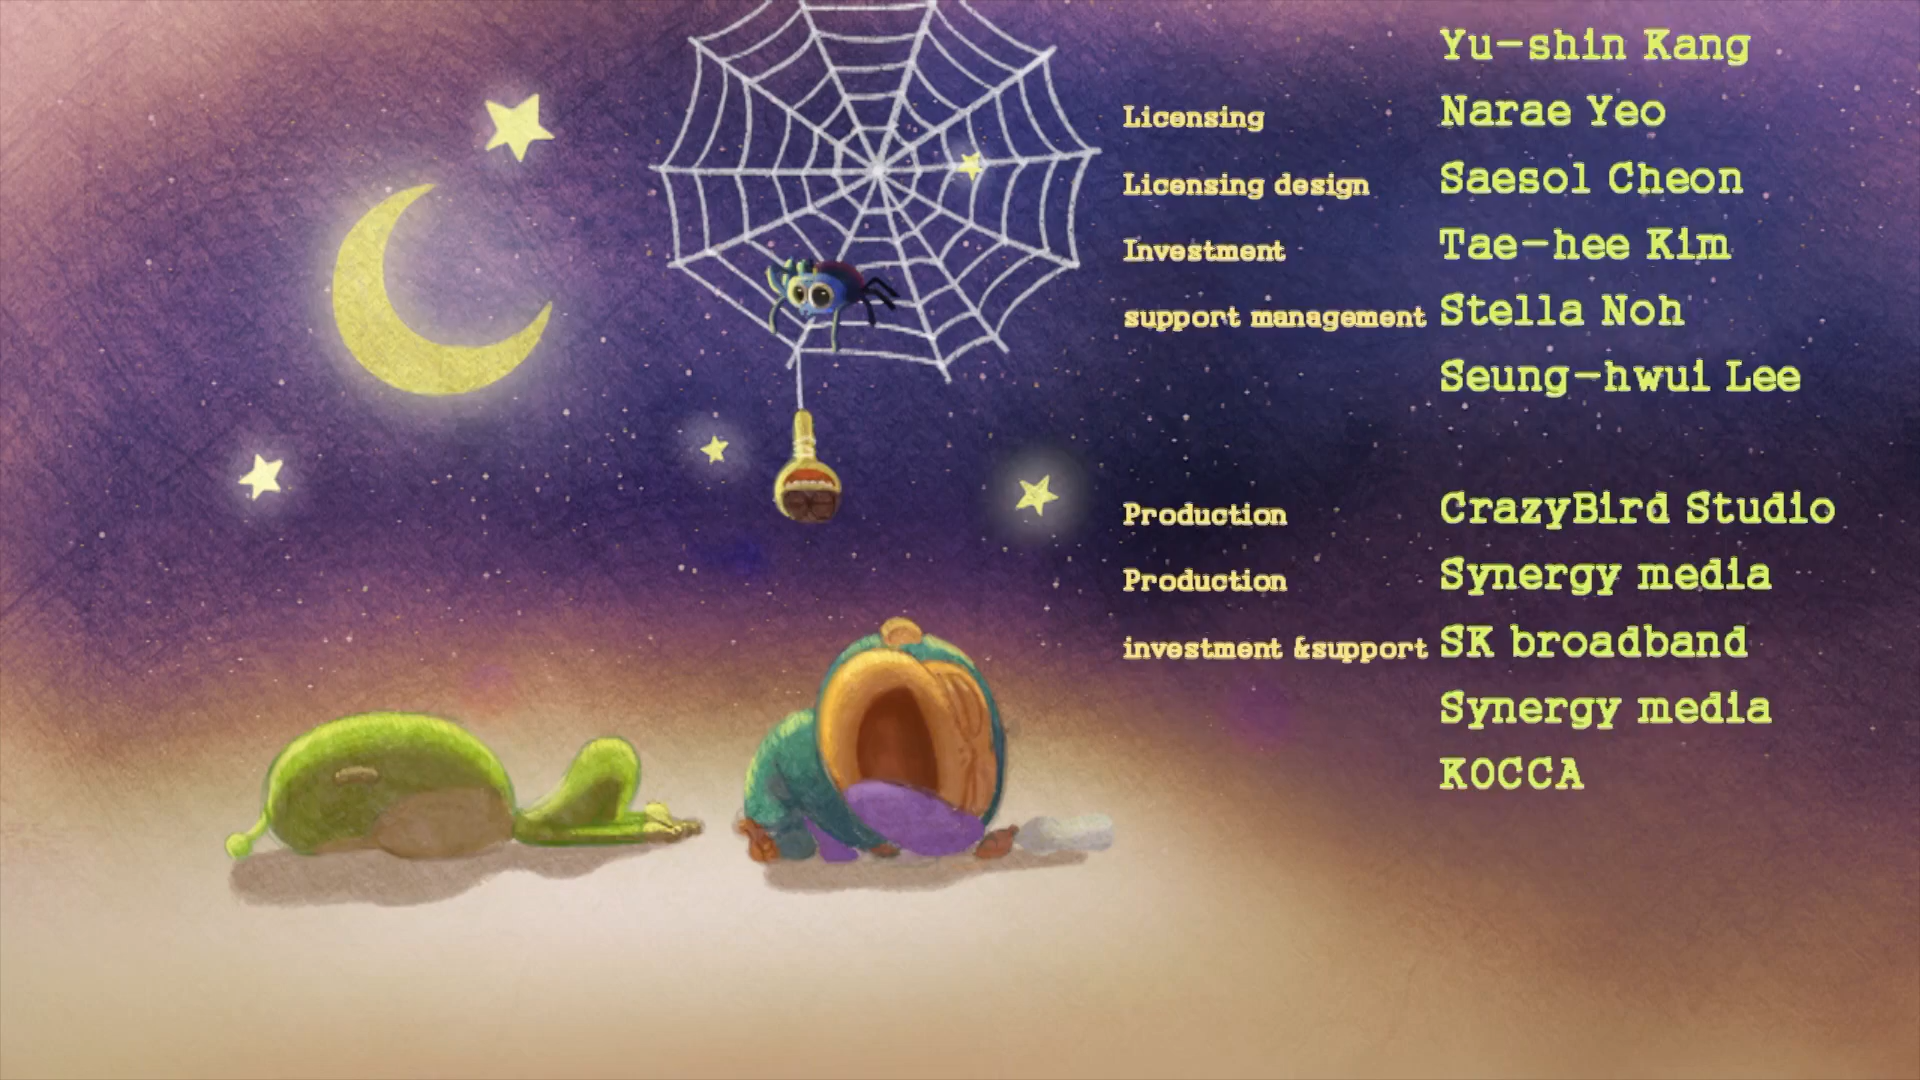 Yu-shin Kang
Licensing Narae Yeo
Licensing design Saesol Cheon
Investment Tae-hee Kim
support management Stella Noh
Seung-hwui Lee
Production CrazyBird Studio
Production Synergy media
investment &support SK broadband
Synergy media
KOCCA